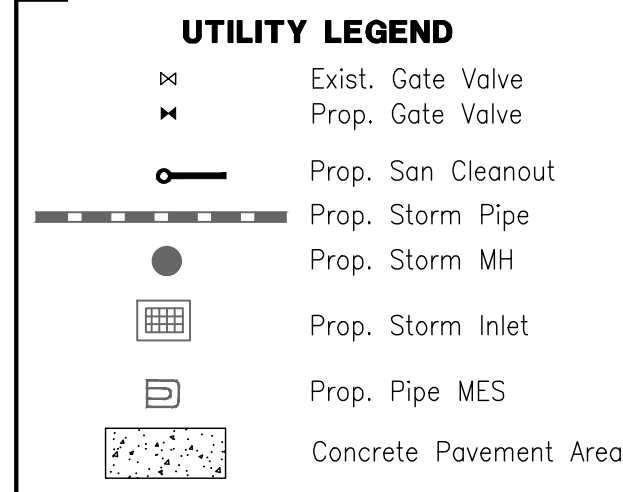 UTILITY LEGEND
Exist. Gate Valve
Prop. Gate Valve
Prop. San Cleanout
Prop. Storm Pipe
Prop. Storm MH
Prop. Storm Inlet
Prop. Pipe MES
Concrete Pavement Area